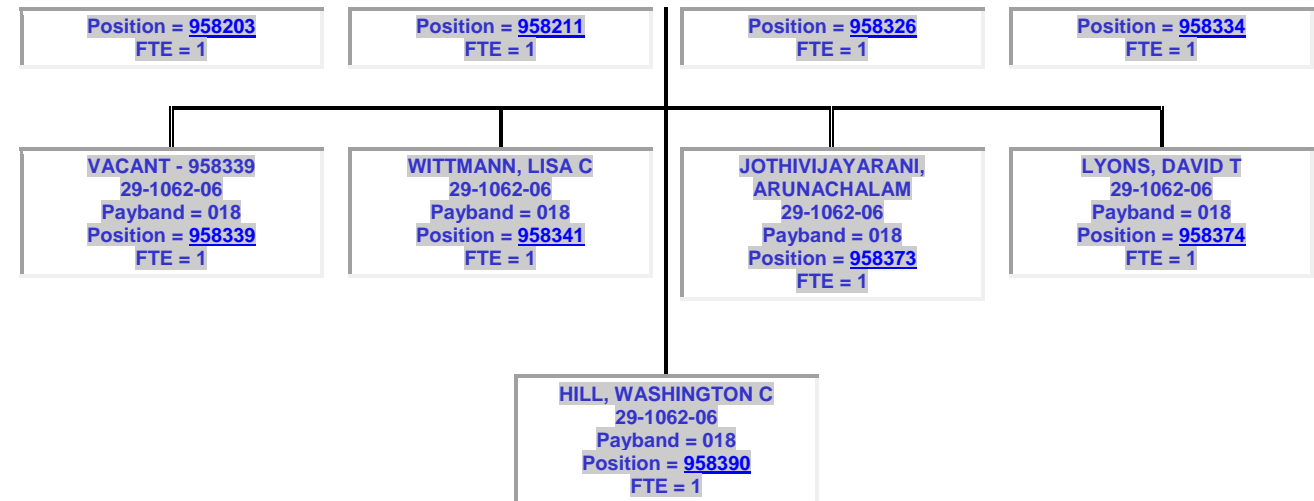 Position = 958203
FTE = 1
Position = 958211
FTE = 1
Position = 958326
FTE = 1
Position = 958334
FTE = 1
VACANT - 958339
29-1062-06
Payband = 018
Position = 958339
FTE = 1
WITTMANN, LISA C
29-1062-06
Payband = 018
Position = 958341
FTE = 1
JOTHIVIJAYARANI,
ARUNACHALAM
29-1062-06
Payband = 018
Position = 958373
FTE = 1
LYONS, DAVID T
29-1062-06
Payband = 018
Position = 958374
FTE = 1
HILL, WASHINGTON C
29-1062-06
Payband = 018
Position = 958390
FTE = 1